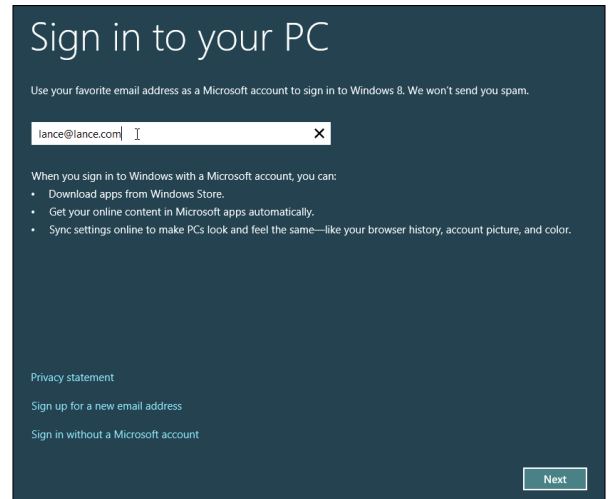 Sign in to your PC
Use your favorite email address as a Microsoft account to sign in to Windows 8. We won't send you spam.
lance@lance.com
When you sign in to Windows with a Microsoft account, you can:
• Download apps from Windows Store.
• Get your online content in Microsoft apps automatically.
• Sync settings online to make PCs look and feel the same—like your browser history, account picture, and color.
Privacy statement
Sign up for a new email address
Sign in without a Microsoft account
Next